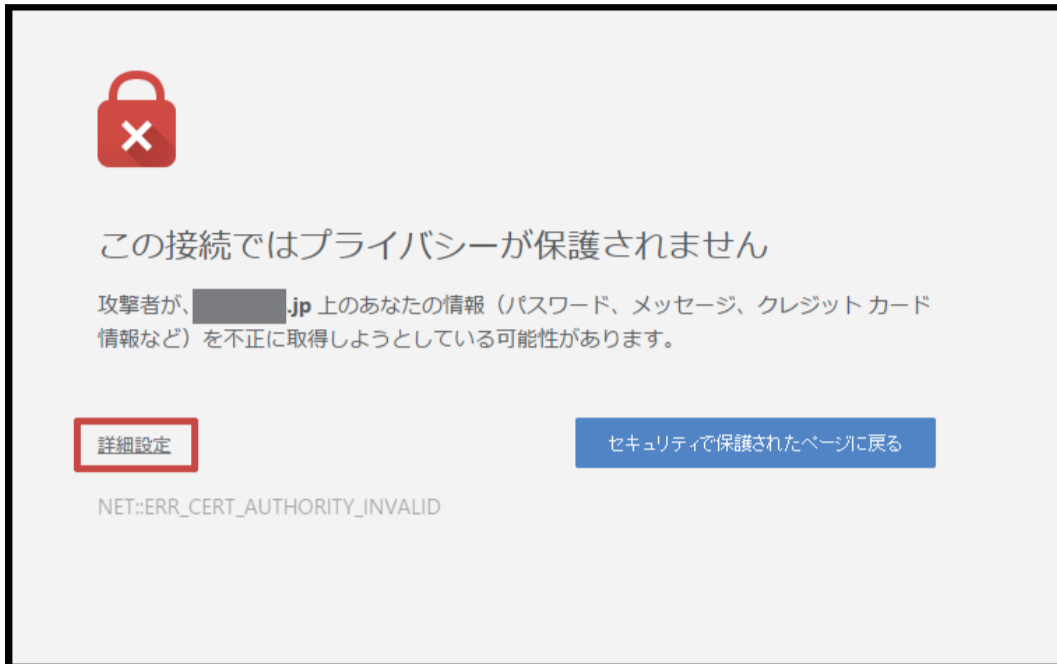 この接続ではプライバシーが保護されません
攻撃者が、.jp 上のあなたの情報（パスワード、メッセージ、クレジット カード
情報など）を不正に取得しようとしている可能性があります。
詳細設定
セキュリティで保護されたページに戻る
NET::ERR_CERT_AUTHORITY_INVALID